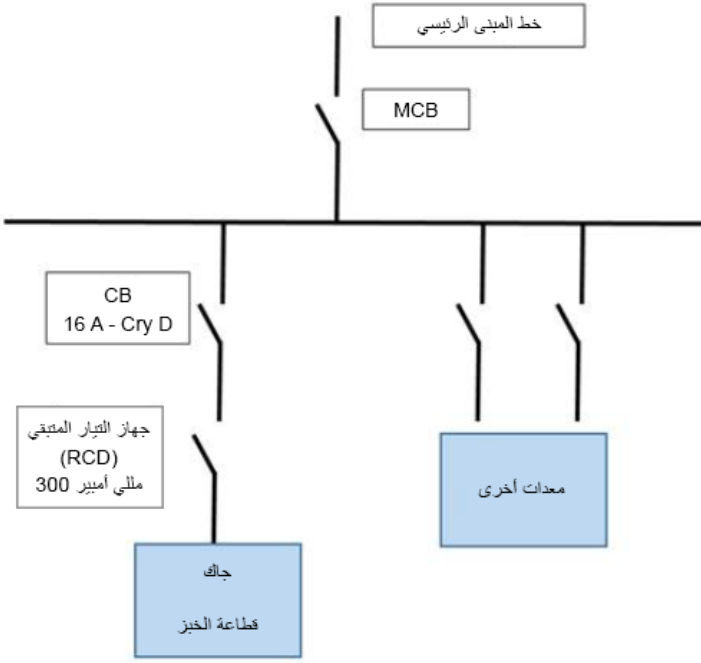 خط المبنى الرئيسي
MCB
CB
16 A - Cry D
جهاز التيار المتبقي
(RCD)
300 مللي أمبير
معدات أخرى
جاك
قطاعة الخبز